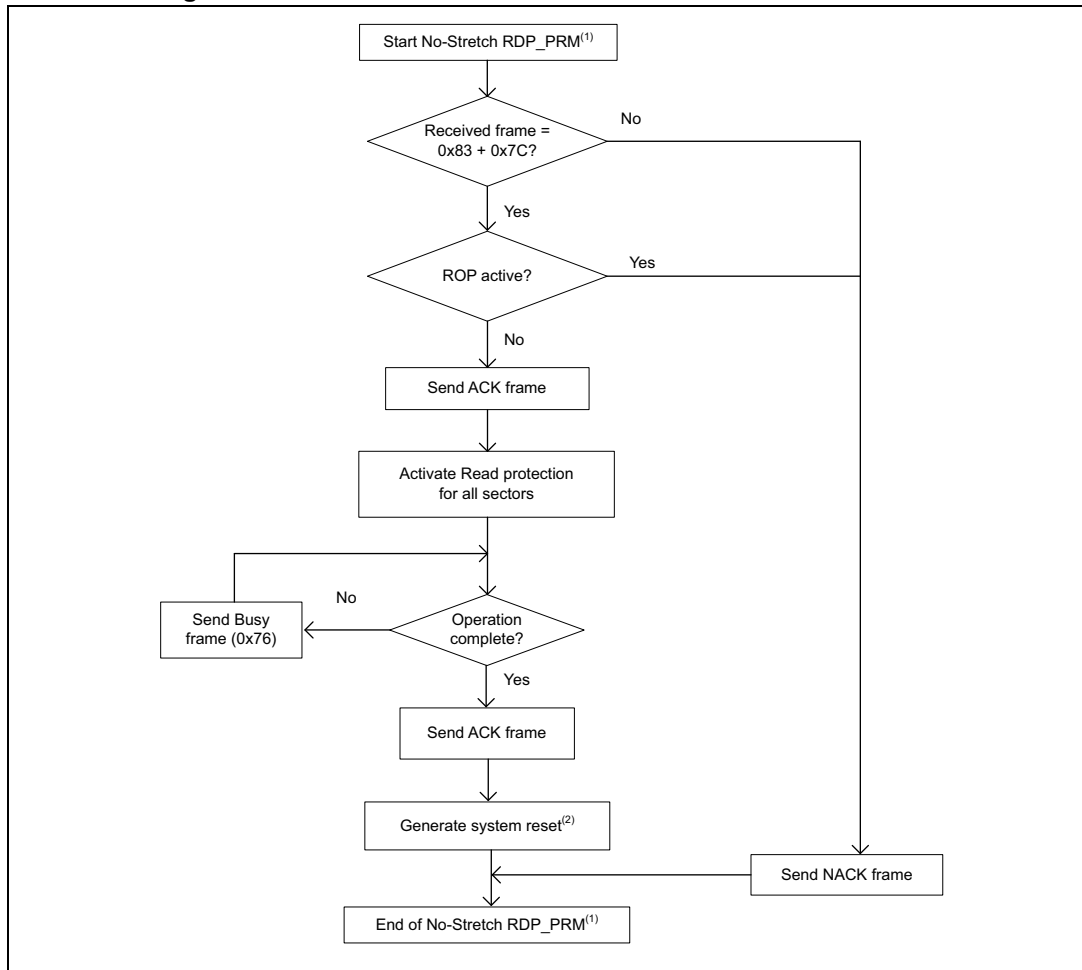 Start No-Stretch RDP_PRM(1)
Received frame =
0x83 + 0x7C?
No
Yes
ROP active?
Yes
No
Send ACK frame
Activate Read protection
for all sectors
No
Send Busy
frame (0x76)
Operation
complete?
Yes
Send ACK frame
Generate system reset(2)
Send NACK frame
End of No-Stretch RDP_PRM(1)